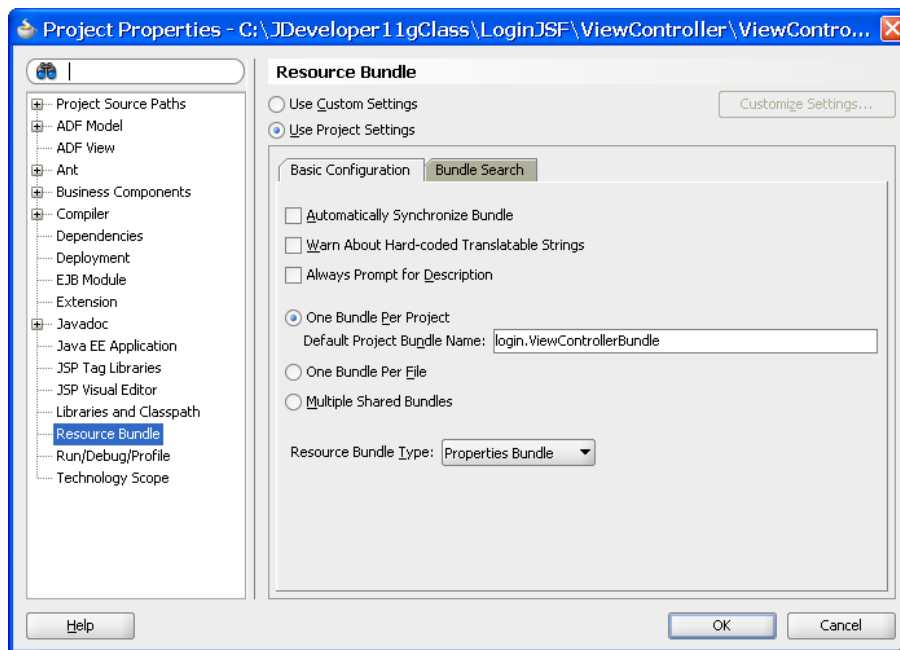 Project Properties - C:\JDeveloper11gClass\LoginJSF\ViewController\ViewContro...
Project Source Paths
ADF Model
ADF View
Ant
Business Components
Compiler
Dependencies
Deployment
EJB Module
Extension
Javadoc
Java EE Application
JSP Tag Libraries
JSP Visual Editor
Libraries and Classpath
Resource Bundle
Run/Debug/Profile
Technology Scope
Resource Bundle
Use Custom Settings
Customize Settings...
Use Project Settings
Basic Configuration
Bundle Search
Automatically Synchronize Bundle
Warn About Hard-coded Translatable Strings
Always Prompt for Description
One Bundle Per Project
Default Project Bundle Name: login.ViewControllerBundle
One Bundle Per File
Multiple Shared Bundles
Resource Bundle Type: Properties Bundle
Help
OK
Cancel